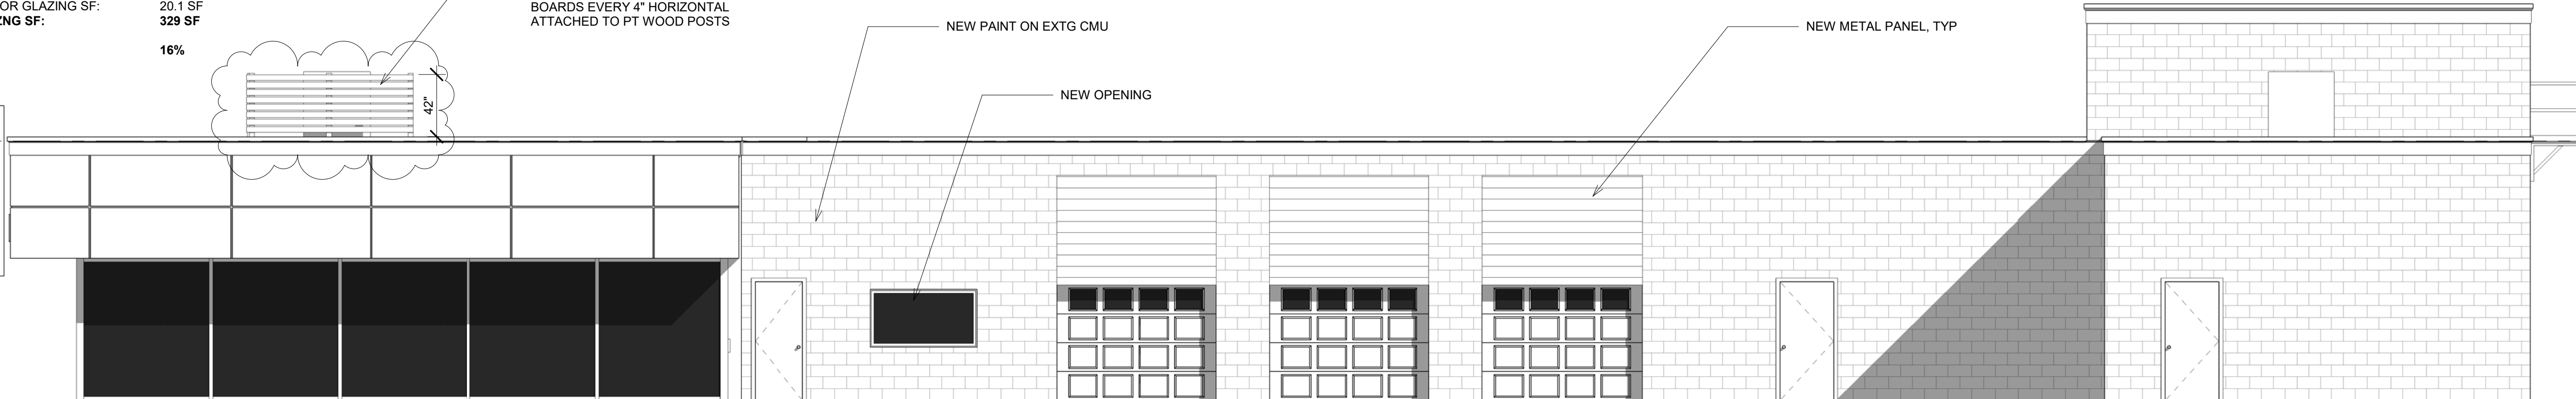 OR GLAZING SF: 20.1 SF
ZNG SF: 329 SF
16%
BOARDS EVERY 4" HORIZONTAL
ATTACHED TO PT WOOD POSTS
42"
NEW PAINT ON EXTG CMU
NEW OPENING
NEW METAL PANEL, TYP